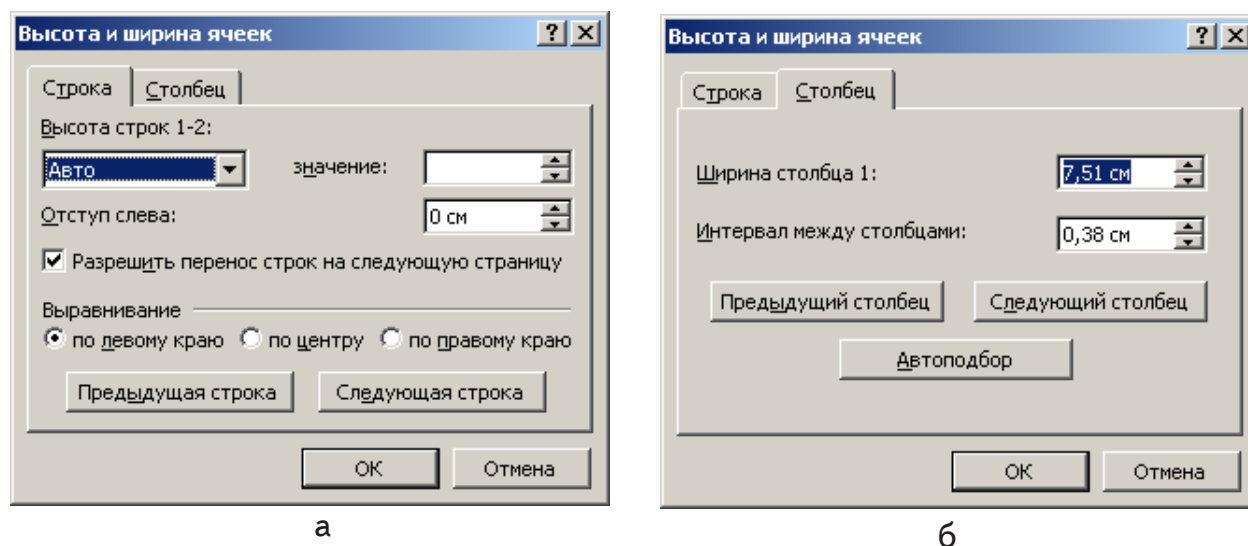 Высота и ширина ячеек
Строка Столбец
Высота строк 1-2:
Авто значение:
Отступ слева: 0 см
Разрешить перенос строк на следующую страницу
Выравнивание
по левому краю по центру по правому краю
Предыдущая строка Следующая строка
ОК Отмена
а
Высота и ширина ячеек
Строка Столбец
Ширина столбца 1: 7,51 см
Интервал между столбцами: 0,38 см
Предыдущий столбец Следующий столбец
Автоподбор
ОК Отмена
б